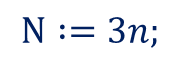 N := 3n;